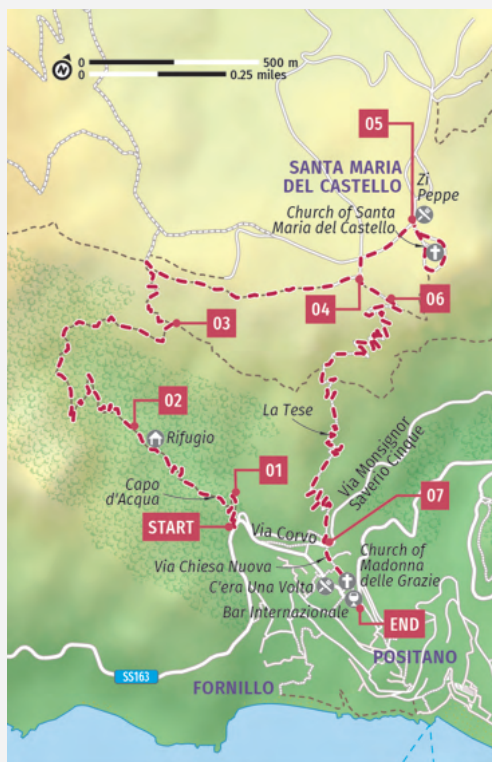 0 500 m
0 0.25 miles
N
05
SANTA MARIA
DEL CASTELLO
Zi
Peppe
Church of Santa
Maria del Castello
04
06
03
02
Rifugio
La Tese
01
Capo
d'Acqua
START
Via Monsignor
Saverio Cinque
07
Via Corvo
Via Chiesa Nuova
Church of
Madonna
delle Grazie
C'era Una Volta
Bar Internazionale
END
POSITANO
SS163
FORNILLO